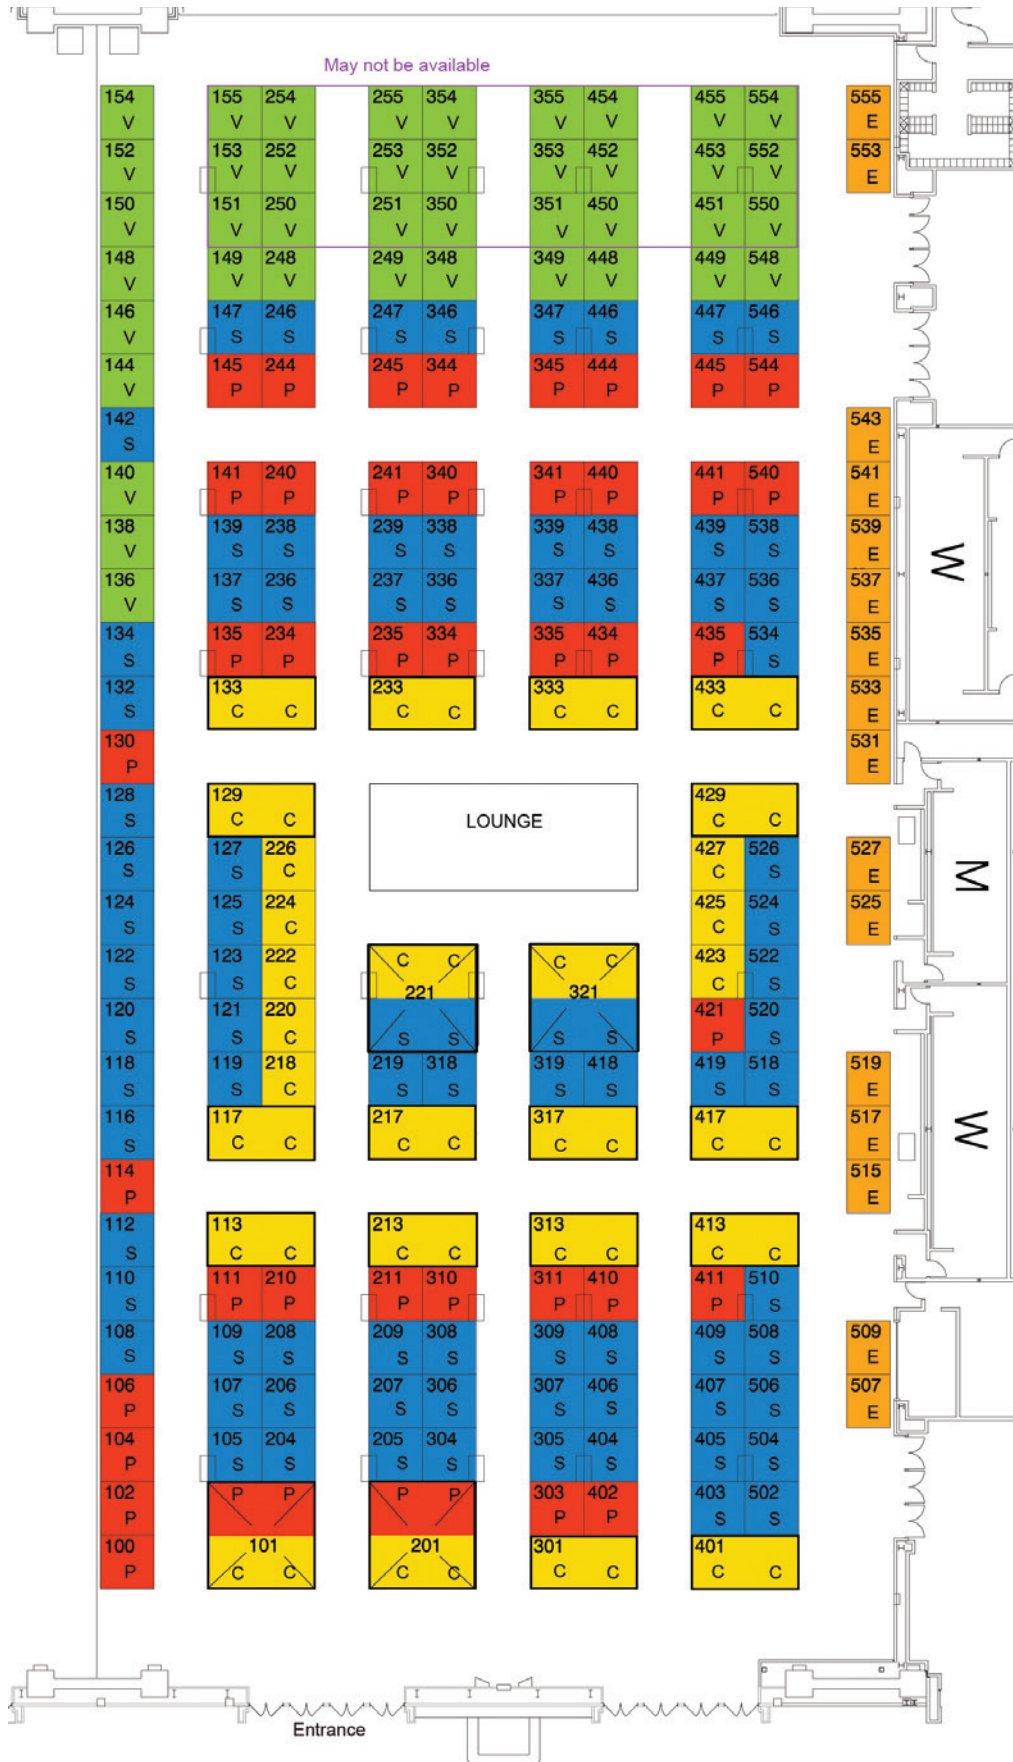 May not be available
154 155 254 255 354 355 454 455 554 555
V V V V V V V V V E
152 153 252 253 352 353 452 453 552 553
V V V V V V V V V E
150 151 250 251 350 351 450 451 550
V V V V V V V V V
148 149 248 249 348 349 448 449 548
V V V V V V V V V
146 147 246 247 346 347 446 447 546
V S S S S S S S S
144 145 244 245 344 345 444 445 544
V P P P P P P P P
142 543
S E
140 141 240 241 340 341 440 441 540 541
V P P P P P P P P E
138 139 238 239 338 339 438 439 538 539
V S S S S S S S S E
136 137 236 237 336 337 436 437 536 537
V S S S S S S S S E
W
134 135 234 235 334 335 434 435 534 535
S P P P P P P P S E
132 133 233 333 433 533
S C C C C C C C C E
130 531
P E
128 129 429
S C C LOUNGE C C
126 127 226 427 526 527
S S C C S E
M
124 125 224 425 524 525
S S C C S E
122 123 222 C C C C 423 522
S S C 221 321 C S
120 121 220 421 520
S S C S S S S P S
118 119 218 219 318 319 418 419 518 519
S S C S S S S S S E
116 117 217 317 417 517
S C C C C C C C C E
W
114 515
P E
112 113 213 313 413
S C C C C C C C C
110 111 210 211 310 311 410 411 510
S P P P P P P P S
108 109 208 209 308 309 408 409 508 509
S S S S S S S S S E
106 107 206 207 306 307 406 407 506 507
P S S S S S S S S E
104 105 204 205 304 305 404 405 504
P S S S S S S S S
102 P P P P 303 402 403 502
P P P S S
100 101 201 301 401
P C C C C C C C C
Entrance